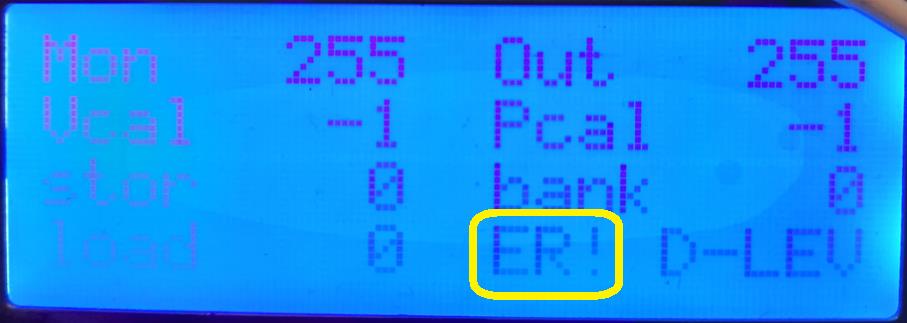 Mon 255 Out 255
Vcal -1 Pcal -1
stor 0 bank 0
load 0 ER! D-LEV